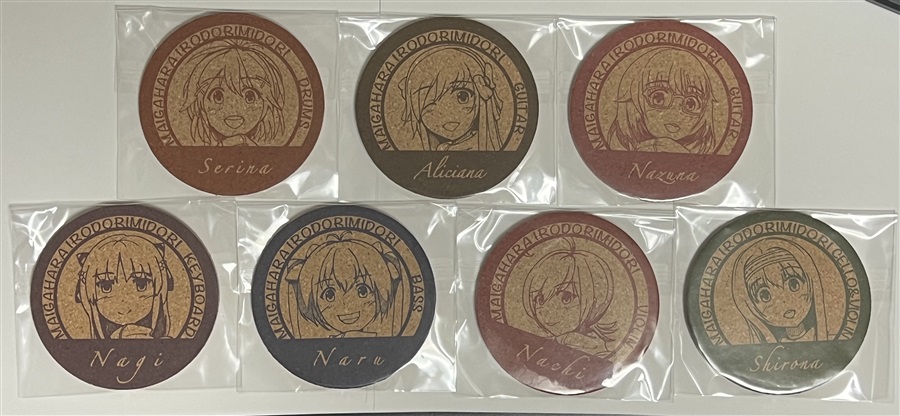 MAIGAHARA IRODORIMIDORI DRUMS
Serina
MAIGAHARA IRODORIMIDORI GUITAR
Aliciana
MAIGAHARA IRODORIMIDORI GUITAR
Nazuna
MAIGAHARA IRODORIMIDORI KEYBOARD
Nagi
MAIGAHARA IRODORIMIDORI BASS
Naru
MAIGAHARA IRODORIMIDORI VIOLIN
Nachi
MAIGAHARA IRODORIMIDORI CELLO&VIOLIN
Shirona